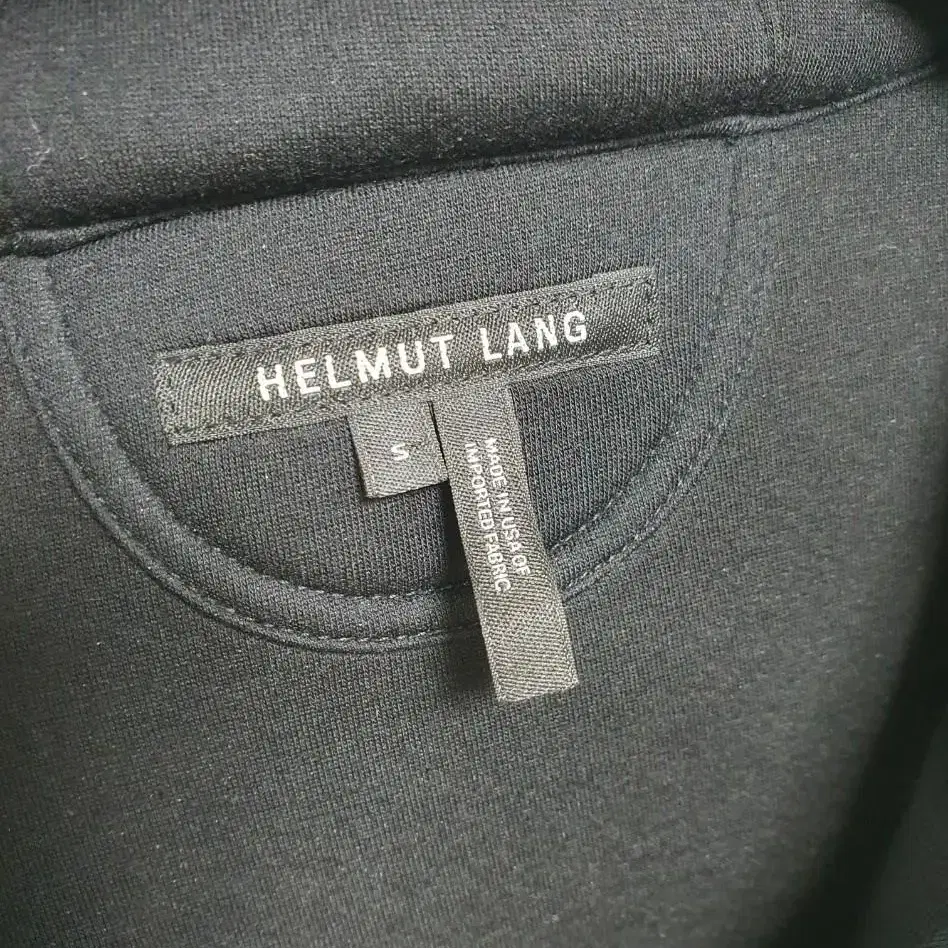 HELMUT LANG
S
MADE IN USA OF
IMPORTED FABRIC